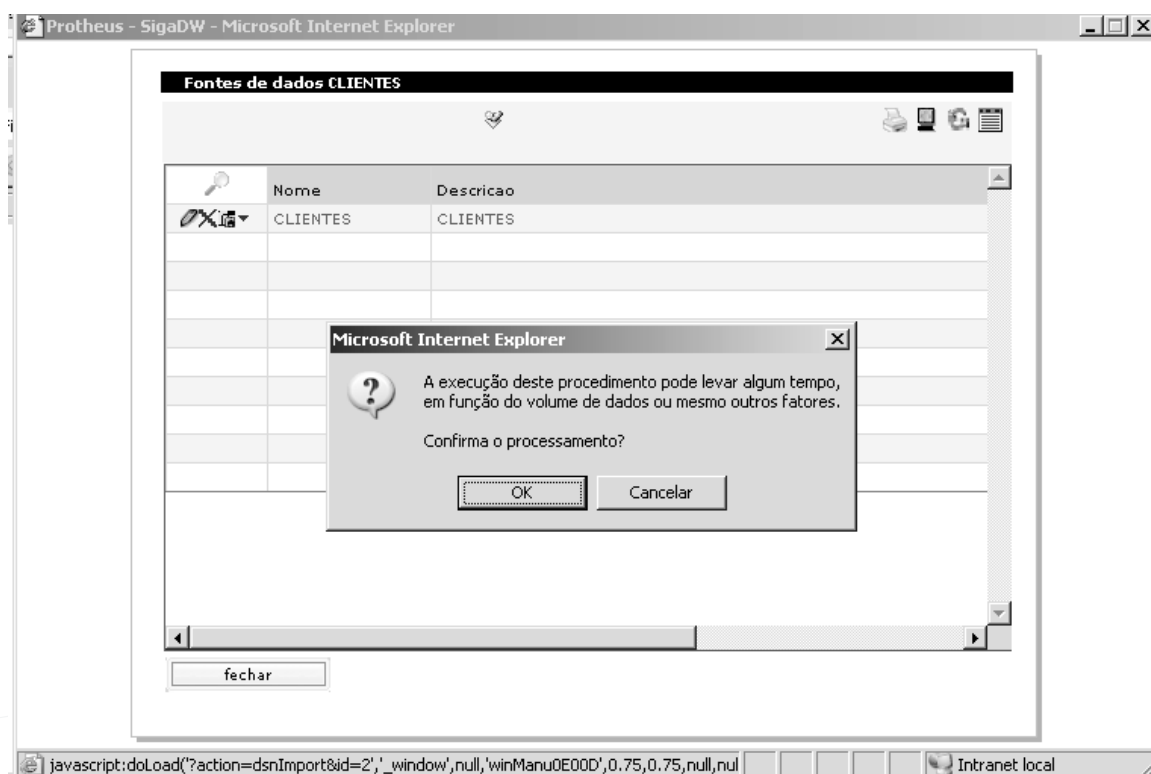 Protheus - SigaDW - Microsoft Internet Explorer
Fontes de dados CLIENTES
Nome Descricao
CLIENTES CLIENTES
Microsoft Internet Explorer
A execução deste procedimento pode levar algum tempo,
em função do volume de dados ou mesmo outros fatores.
Confirma o processamento?
OK Cancelar
fechar
javascript:doLoad('?action=dsnImport&id=2','_window',null,'winManu0E00D',0.75,0.75,null,nul Intranet local